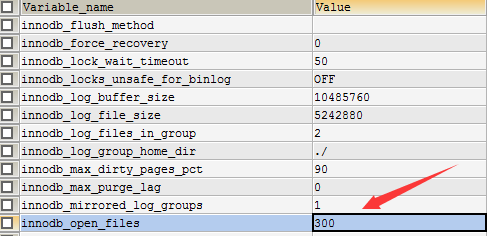 Variable_name Value
innodb_flush_method
innodb_force_recovery 0
innodb_lock_wait_timeout 50
innodb_locks_unsafe_for_binlog OFF
innodb_log_buffer_size 10485760
innodb_log_file_size 5242880
innodb_log_files_in_group 2
innodb_log_group_home_dir ./
innodb_max_dirty_pages_pct 90
innodb_max_purge_lag 0
innodb_mirrored_log_groups 1
innodb_open_files 300